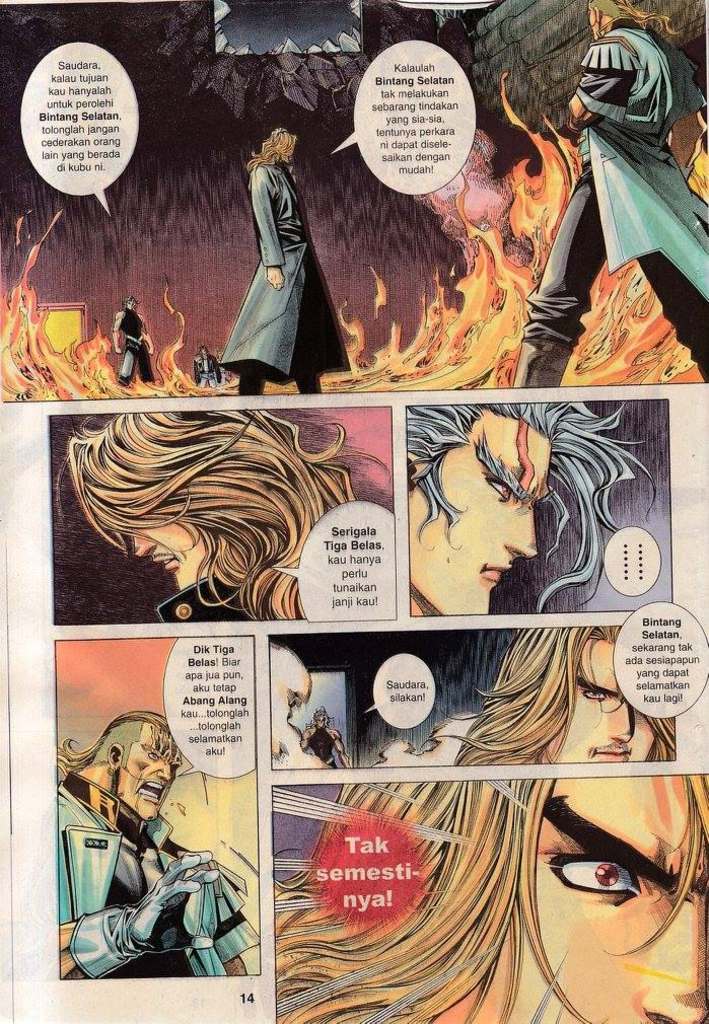 Saudara,
kalau tujuan
kau hanyalah
untuk perolehi
Bintang Selatan,
tolonglah jangan
cederakan orang
lain yang berada
di kubu ni.
Kalaulah
Bintang Selatan
tak melakukan
sebarang tindakan
yang sia-sia,
tentunya perkara
ni dapat disele-
saikan dengan
mudah!
Serigala
Tiga Belas,
kau hanya
perlu
tunaikan
janji kau!
Dik Tiga
Belas! Biar
apa jua pun,
aku tetap
Abang Alang
kau...tolonglah
...tolonglah
selamatkan
aku!
Saudara,
silakan!
Bintang
Selatan,
sekarang tak
ada sesiapapun
yang dapat
selamatkan
kau lagi!
Tak
semesti-
nya!
14